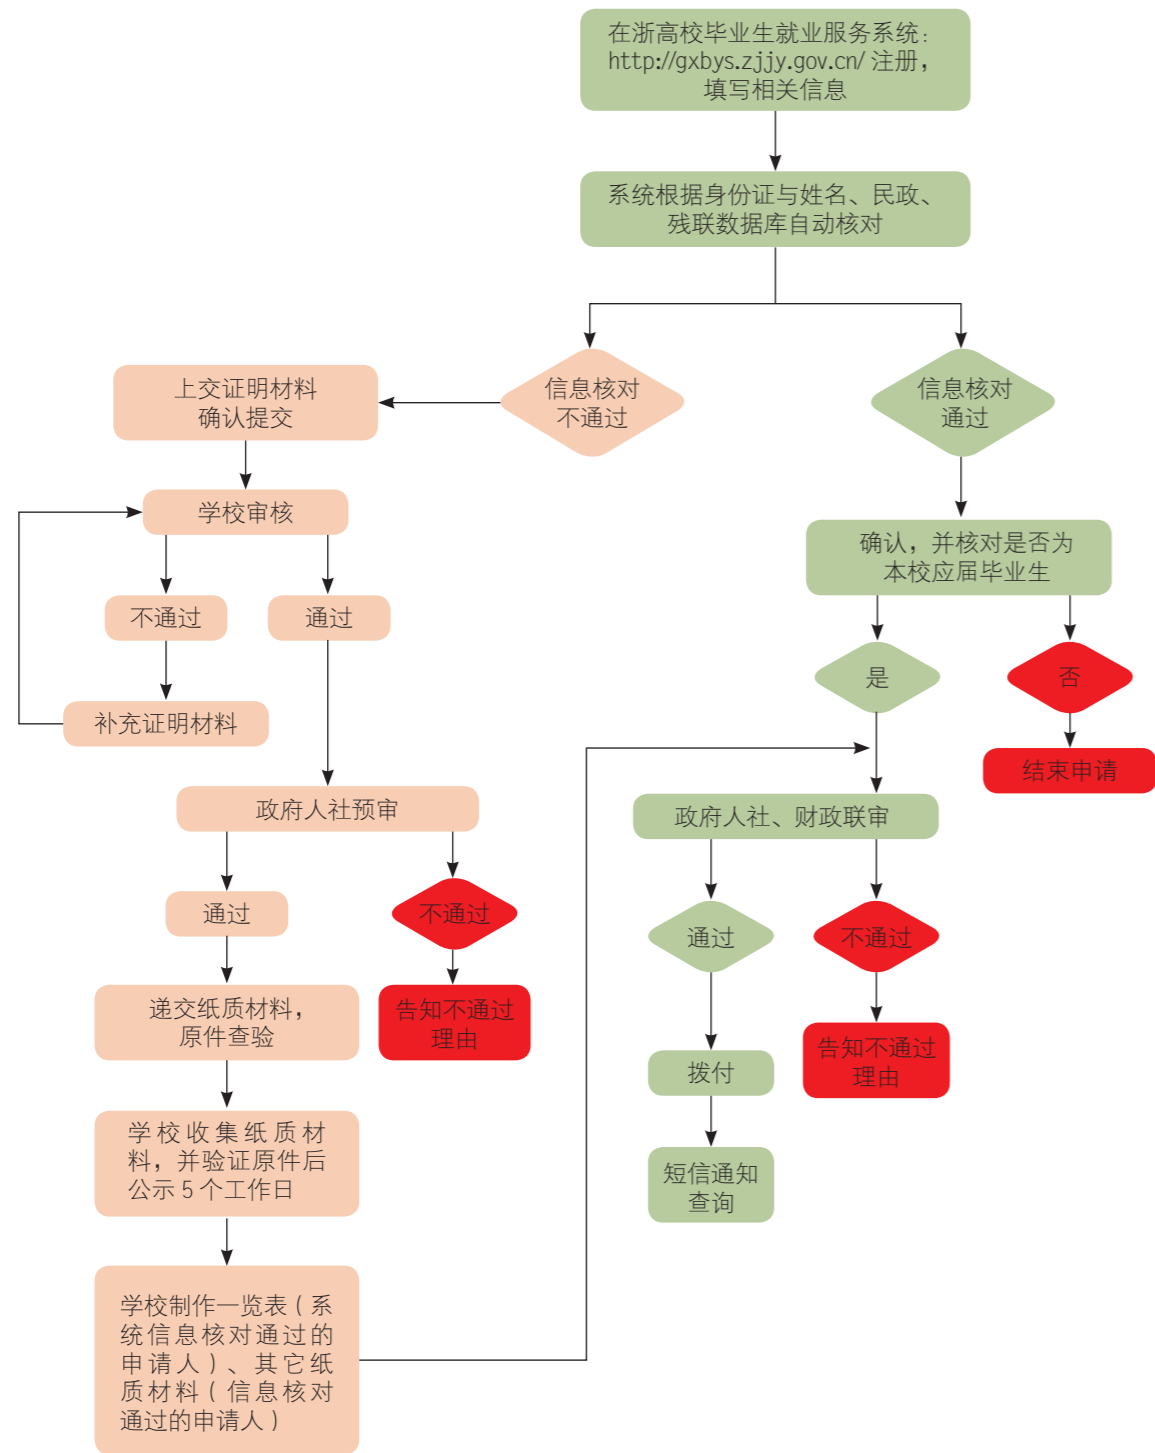 在浙高校毕业生就业服务系统：
http://gxbys.zjjy.gov.cn/ 注册，
填写相关信息
系统根据身份证与姓名、民政、
残联数据库自动核对
信息核对
不通过
信息核对
通过
上交证明材料
确认提交
学校审核
不通过
通过
补充证明材料
确认，并核对是否为
本校应届毕业生
是
否
结束申请
政府人社预审
通过
不通过
告知不通过
理由
递交纸质材料，
原件查验
学校收集纸质材
料，并验证原件后
公示 5 个工作日
学校制作一览表（系
统信息核对通过的
申请人）、其它纸
质材料（信息核对
通过的申请人）
政府人社、财政联审
通过
不通过
拨付
告知不通过
理由
短信通知
查询